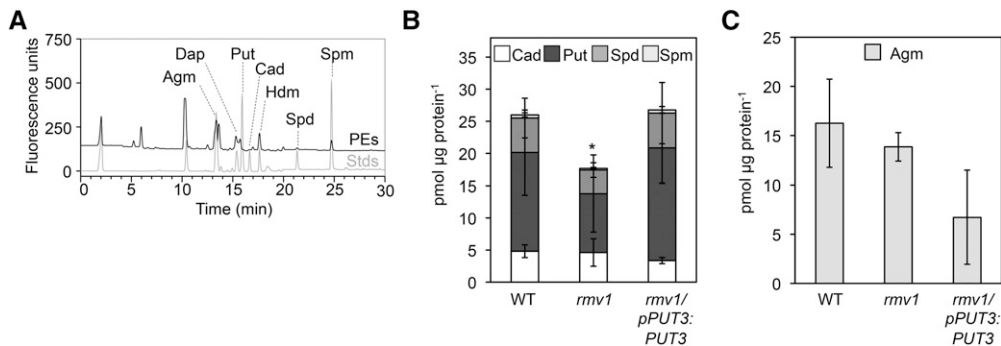 A
Fluorescence units
750
500
250
0
Agm
Dap
Put
Cad
Hdm
Spd
Spm
PEs
Stds
0 5 10 15 20 25 30
Time (min)
B
pmol µg protein-1
35
30
25
20
15
10
5
0
Cad Put Spd Spm
*
WT
rmv1
rmv1/
pPUT3:
PUT3
C
pmol µg protein-1
25
20
15
10
5
0
Agm
WT
rmv1
rmv1/
pPUT3:
PUT3